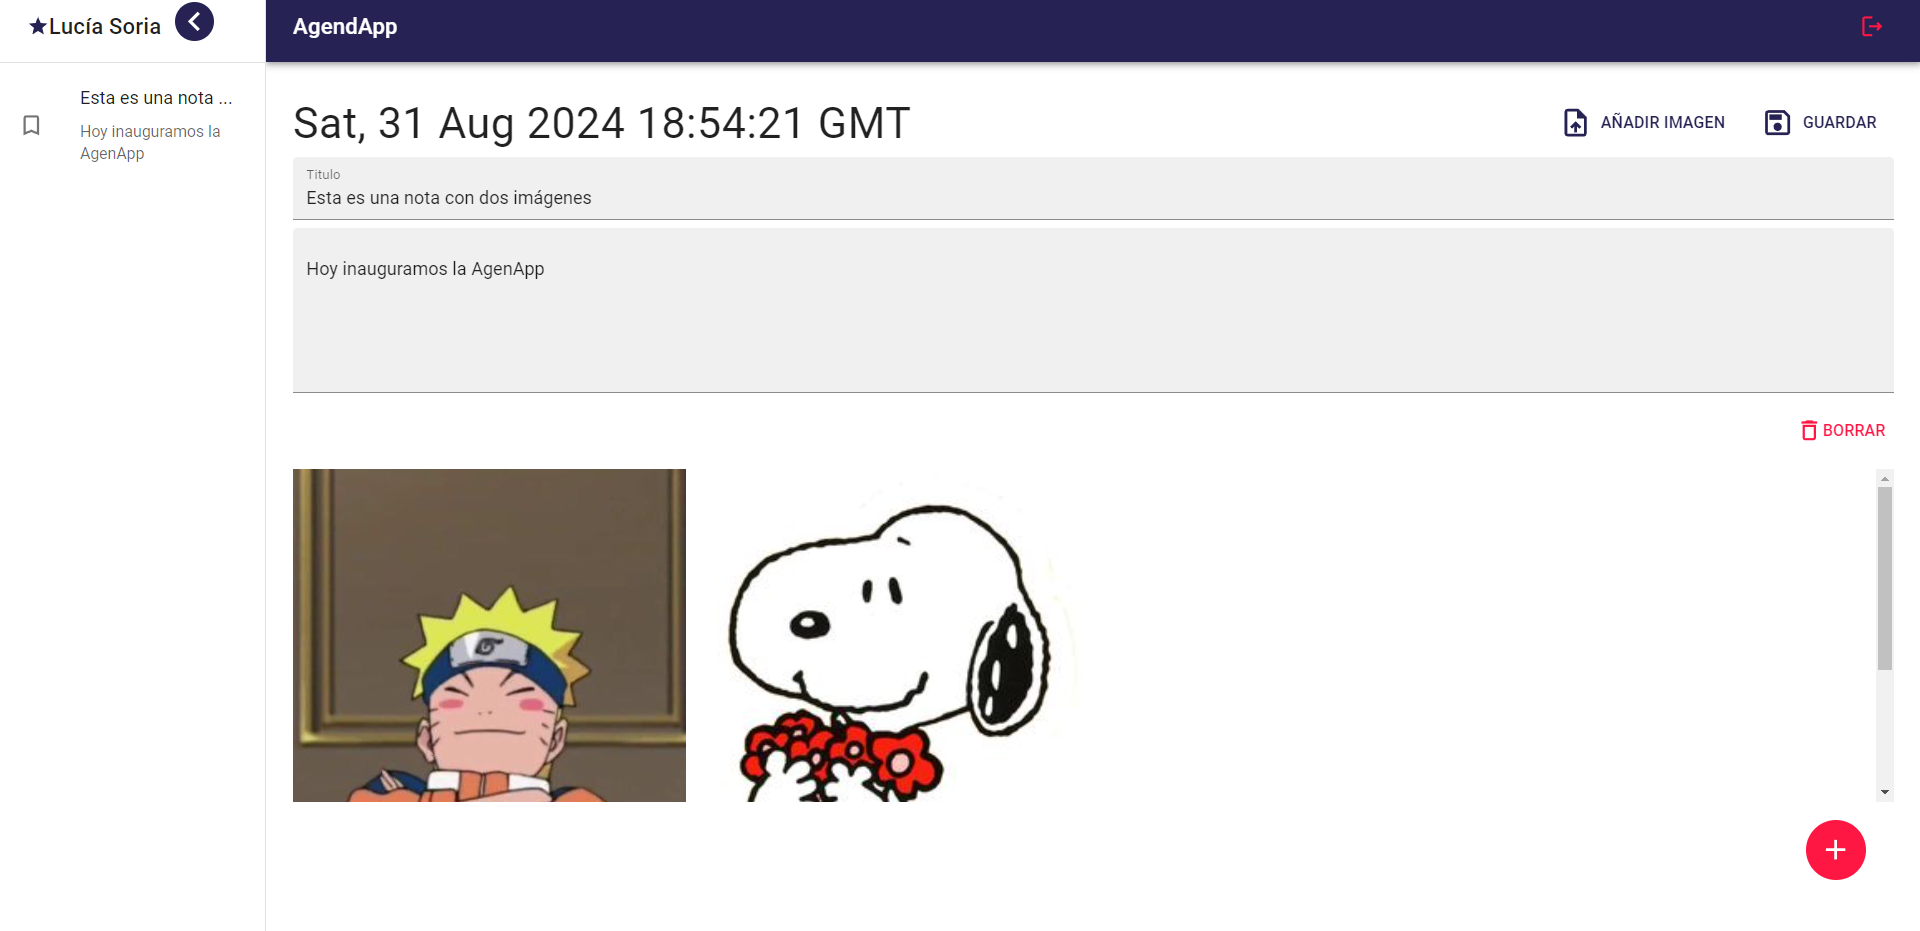 Lucía Soria
AgendApp
Esta es una nota ...
Hoy inauguramos la
AgenApp
Sat, 31 Aug 2024 18:54:21 GMT
AÑADIR IMAGEN
GUARDAR
Titulo
Esta es una nota con dos imágenes
Hoy inauguramos la AgenApp
BORRAR